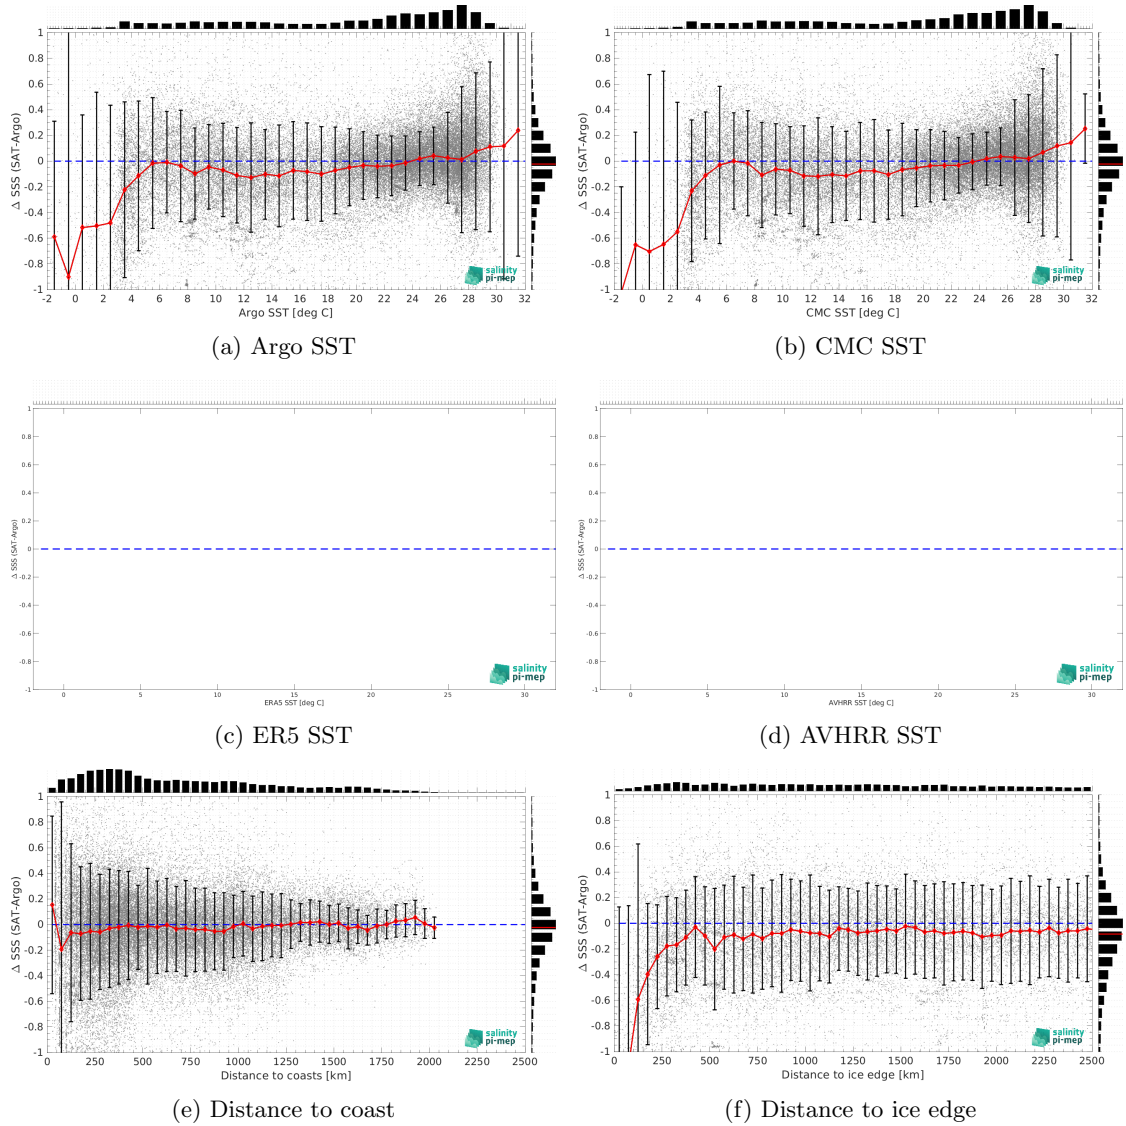 1
0.8
0.6
0.4
0.2
0
-0.2
-0.4
-0.6
-0.8
-1
Δ SSS (SAT-Argo)
salinity
pi-mep
-2 0 2 4 6 8 10 12 14 16 18 20 22 24 26 28 30 32
Argo SST [deg C]
(a) Argo SST
1
0.8
0.6
0.4
0.2
0
-0.2
-0.4
-0.6
-0.8
-1
Δ SSS (SAT-Argo)
salinity
pi-mep
-2 0 2 4 6 8 10 12 14 16 18 20 22 24 26 28 30 32
CMC SST [deg C]
(b) CMC SST
1
0.8
0.6
0.4
0.2
0
-0.2
-0.4
-0.6
-0.8
-1
Δ SSS (SAT-Argo)
salinity
pi-mep
0 5 10 15 20 25 30
ERA5 SST [deg C]
(c) ER5 SST
1
0.8
0.6
0.4
0.2
0
-0.2
-0.4
-0.6
-0.8
-1
Δ SSS (SAT-Argo)
salinity
pi-mep
0 5 10 15 20 25 30
AVHRR SST [deg C]
(d) AVHRR SST
1
0.8
0.6
0.4
0.2
0
-0.2
-0.4
-0.6
-0.8
-1
Δ SSS (SAT-Argo)
salinity
pi-mep
0 250 500 750 1000 1250 1500 1750 2000 2250 2500
Distance to coasts [km]
(e) Distance to coast
1
0.8
0.6
0.4
0.2
0
-0.2
-0.4
-0.6
-0.8
-1
Δ SSS (SAT-Argo)
salinity
pi-mep
0 250 500 750 1000 1250 1500 1750 2000 2250 2500
Distance to ice edge [km]
(f) Distance to ice edge